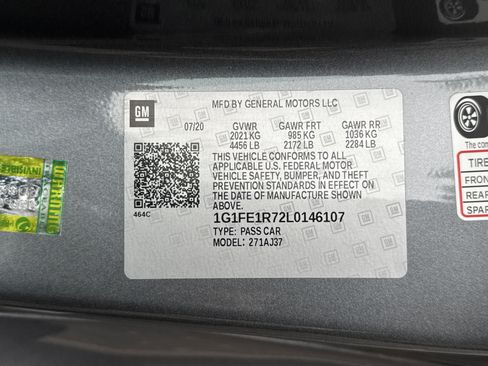 GM
MFD BY GENERAL MOTORS LLC
07/20 GVWR GAWR FRT GAWR RR
2021 KG 985 KG 1036 KG
4456 LB 2172 LB 2284 LB
THIS VEHICLE CONFORMS TO ALL
APPLICABLE U.S. FEDERAL MOTOR
VEHICLE SAFETY, BUMPER, AND THEFT
PREVENTION STANDARDS IN EFFECT ON
THE DATE OF MANUFACTURE SHOWN
ABOVE.
464C
1G1FE1R72L0146107
TYPE: PASS CAR
MODEL: 271AJ37
INVISIBLE
The com
TIRE
FRON
REAR
SPAR